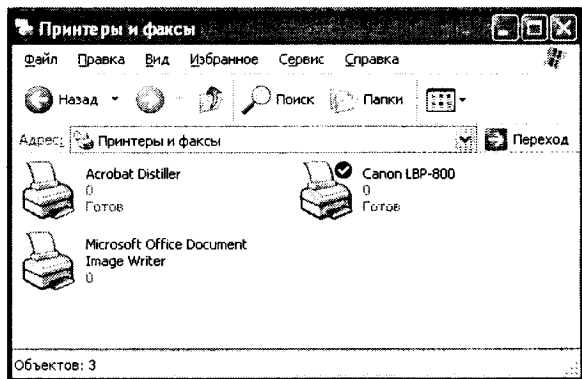 Принтеры и факсы
Файл Правка Вид Избранное Сервис Справка
Назад Поиск Папки
Адрес: Принтеры и факсы Переход
Acrobat Distiller
0
Готов
Canon LBP-800
0
Готов
Microsoft Office Document
Image Writer
0
Объектов: 3